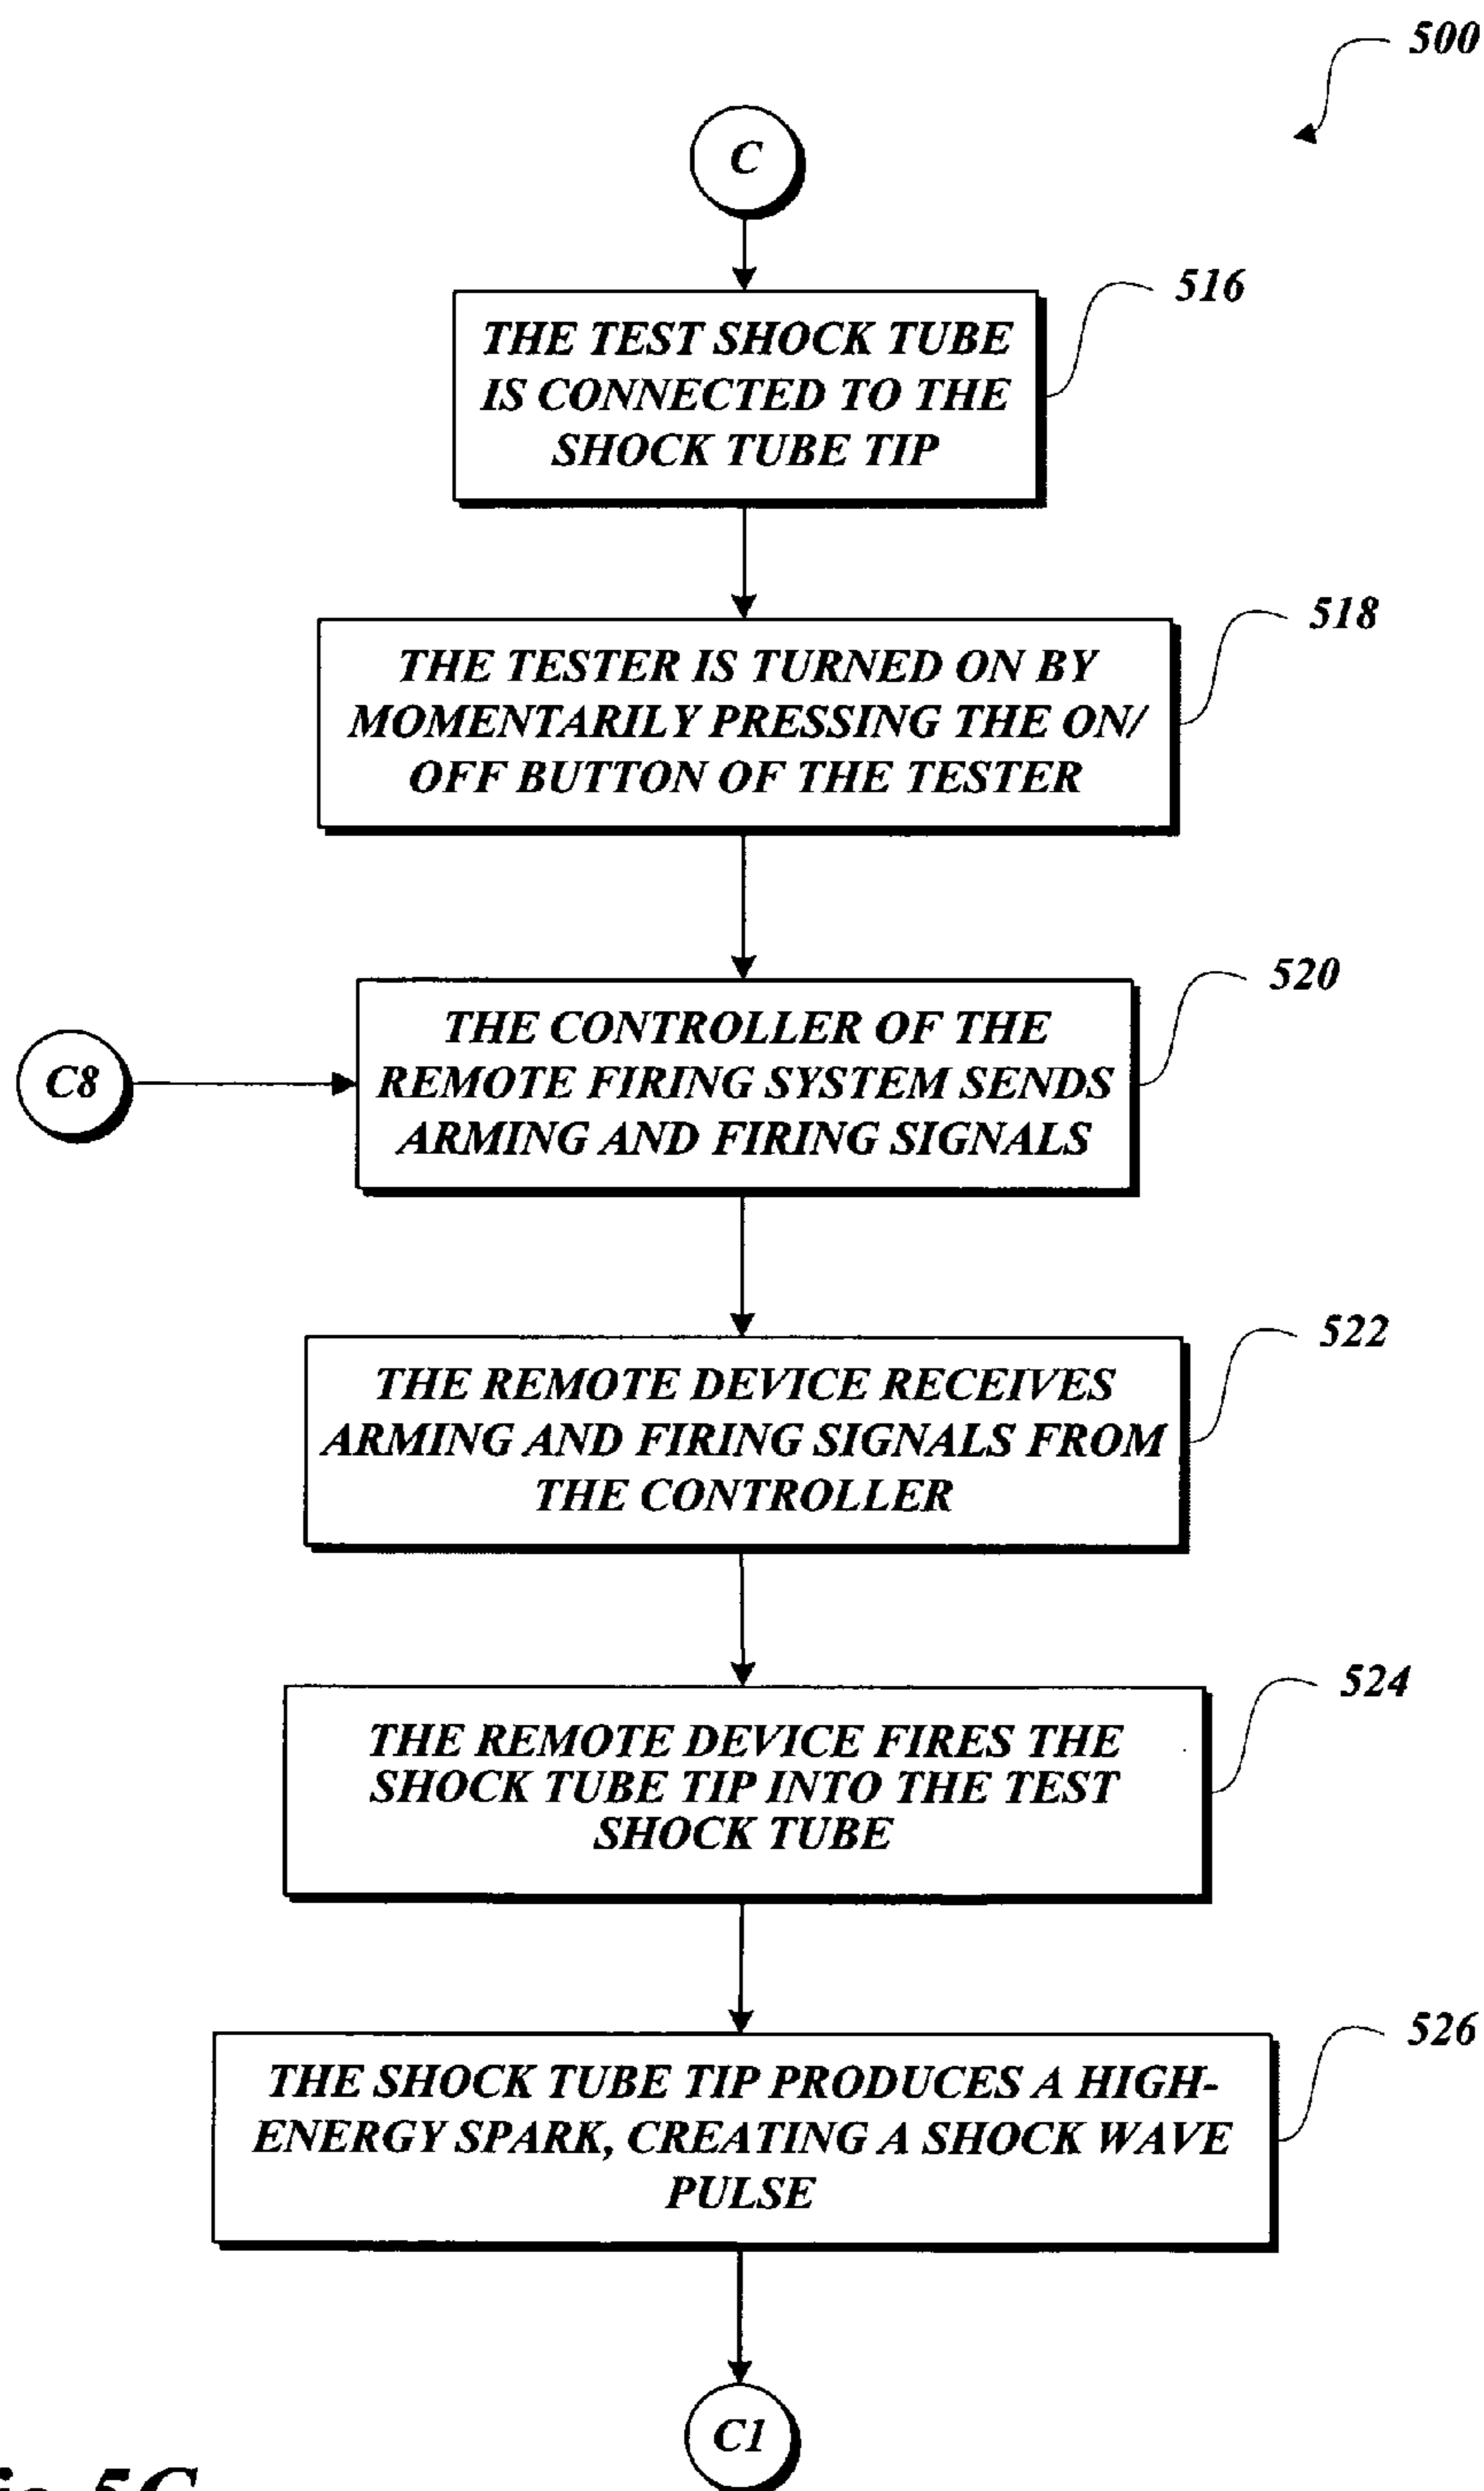 500
C
516
THE TEST SHOCK TUBE
IS CONNECTED TO THE
SHOCK TUBE TIP
518
THE TESTER IS TURNED ON BY
MOMENTARILY PRESSING THE ON/
OFF BUTTON OF THE TESTER
520
C8
THE CONTROLLER OF THE
REMOTE FIRING SYSTEM SENDS
ARMING AND FIRING SIGNALS
522
THE REMOTE DEVICE RECEIVES
ARMING AND FIRING SIGNALS FROM
THE CONTROLLER
524
THE REMOTE DEVICE FIRES THE
SHOCK TUBE TIP INTO THE TEST
SHOCK TUBE
526
THE SHOCK TUBE TIP PRODUCES A HIGH-
ENERGY SPARK, CREATING A SHOCK WAVE
PULSE
C1
5C